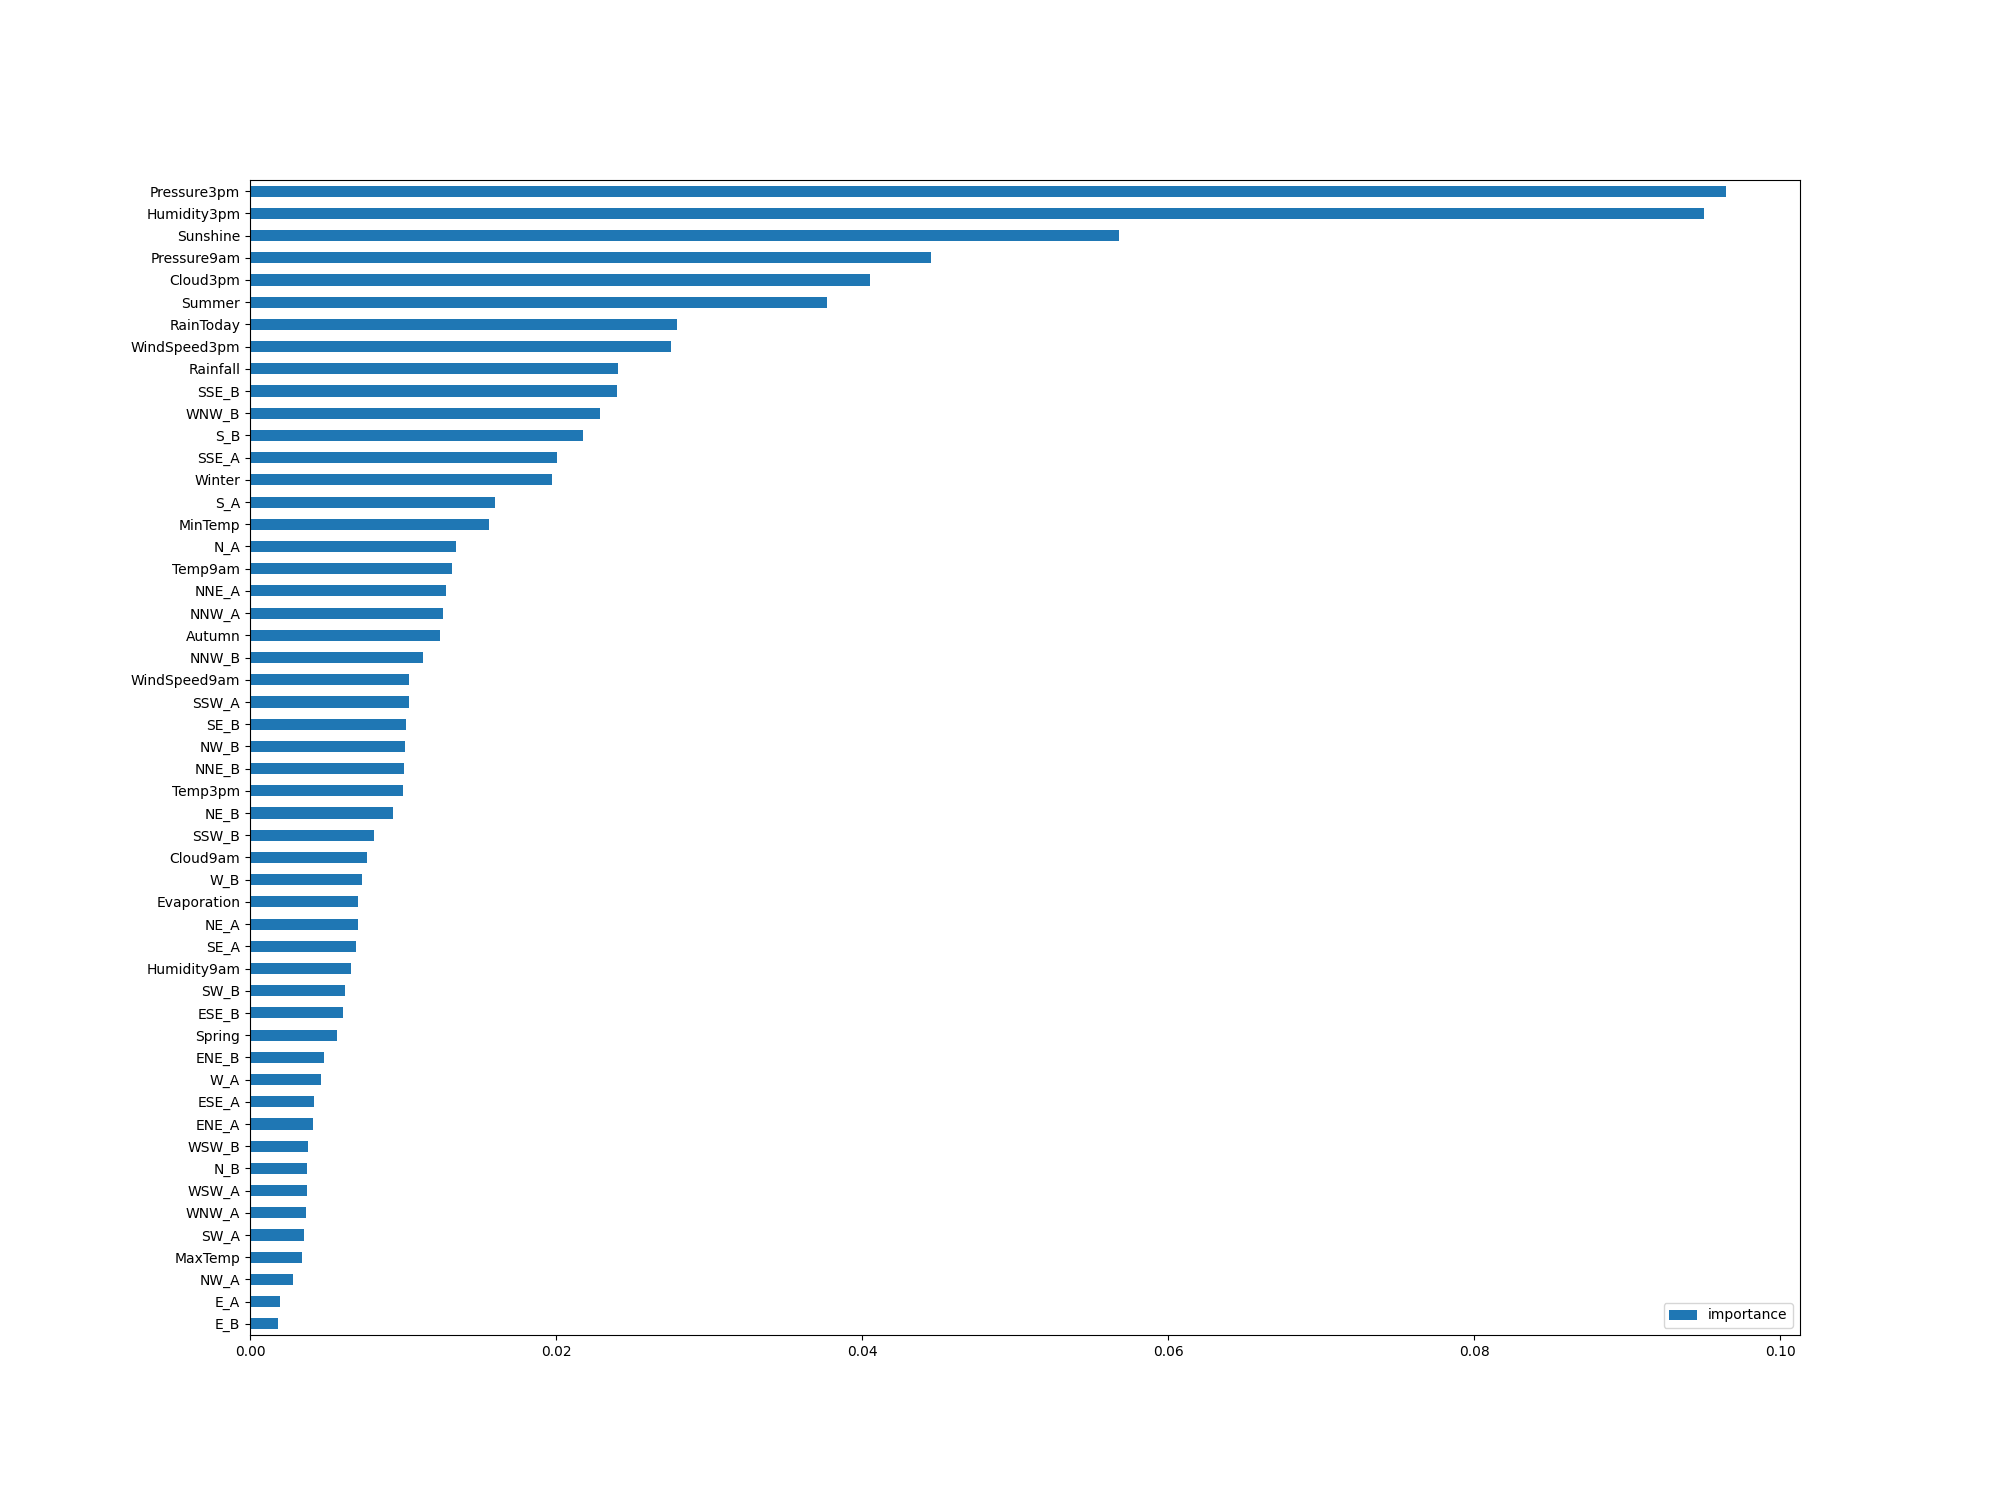 Pressure3pm
Humidity3pm
Sunshine
Pressure9am
Cloud3pm
Summer
RainToday
WindSpeed3pm
Rainfall
SSE_B
WNW_B
S_B
SSE_A
Winter
S_A
MinTemp
N_A
Temp9am
NNE_A
NNW_A
Autumn
NNW_B
WindSpeed9am
SSW_A
SE_B
NW_B
NNE_B
Temp3pm
NE_B
SSW_B
Cloud9am
W_B
Evaporation
NE_A
SE_A
Humidity9am
SW_B
ESE_B
Spring
ENE_B
W_A
ESE_A
ENE_A
WSW_B
N_B
WSW_A
WNW_A
SW_A
MaxTemp
NW_A
E_A
E_B
importance
0.00 0.02 0.04 0.06 0.08 0.10